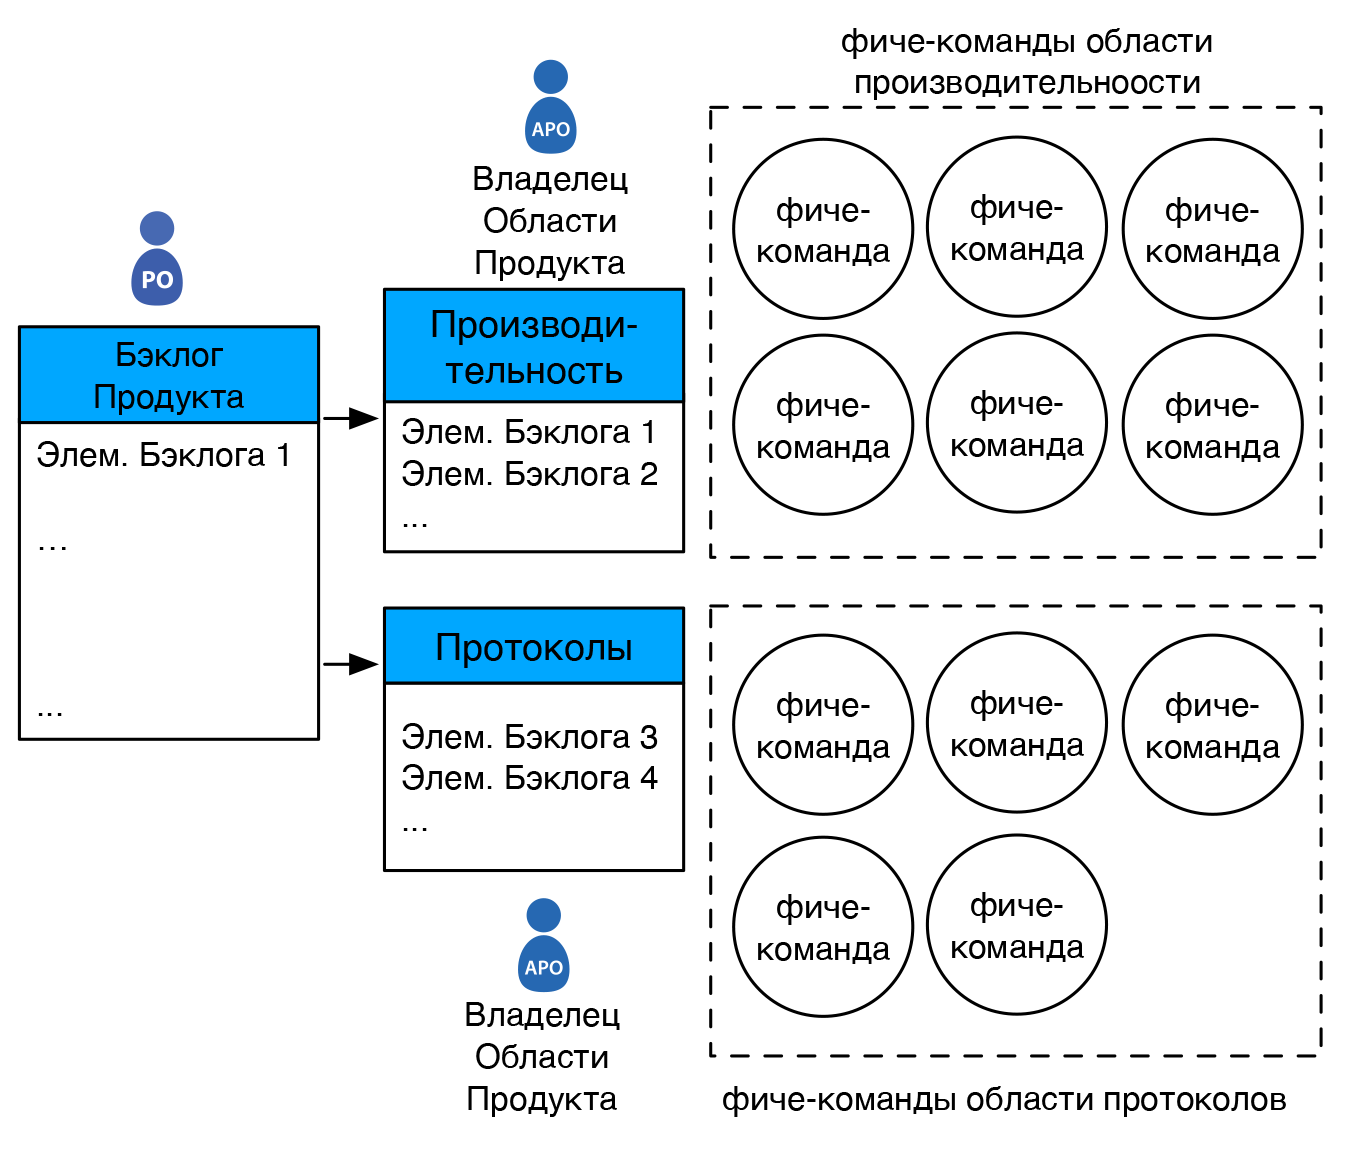 фиче-команды области
производительноости
APO
Владелец
Области
Продукта
PO
Бэклог
Продукта
Элем. Бэклога 1
...
...
Производи-
тельность
Элем. Бэклога 1
Элем. Бэклога 2
...
фиче-
команда
фиче-
команда
фиче-
команда
фиче-
команда
фиче-
команда
фиче-
команда
Протоколы
Элем. Бэклога 3
Элем. Бэклога 4
...
APO
Владелец
Области
Продукта
фиче-
команда
фиче-
команда
фиче-
команда
фиче-
команда
фиче-
команда
фиче-команды области протоколов